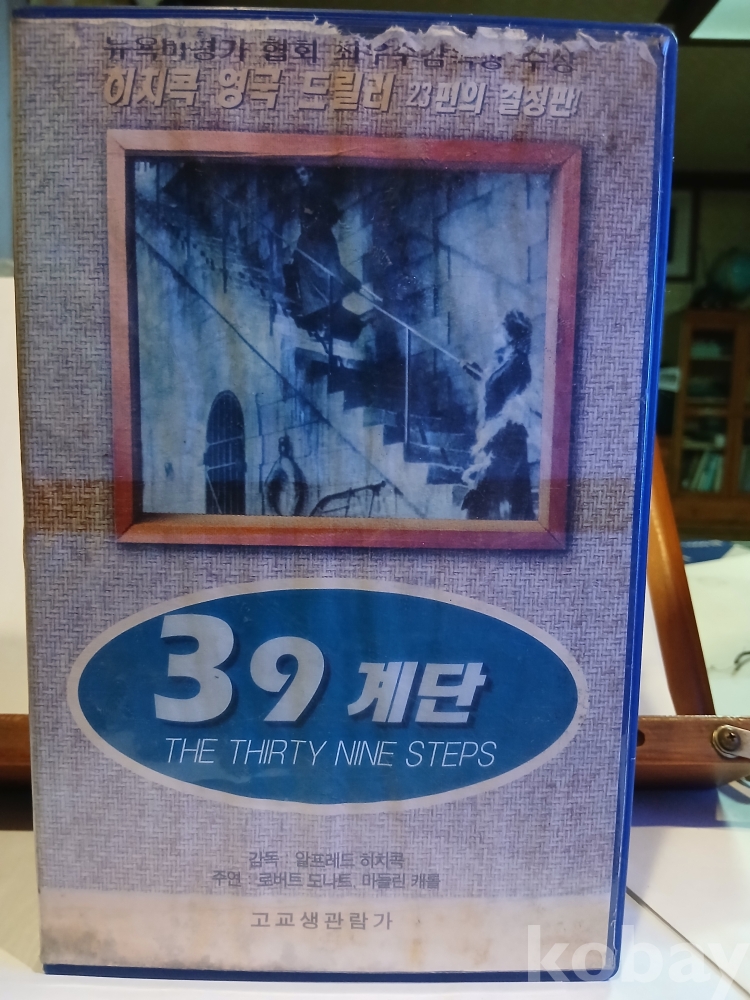 뉴욕비평가 협회 최우수감독상 수상
히치콕 영국 드릴러 23편의 결정판!
39 계단
THE THIRTY NINE STEPS
감독 : 알프레드 히치콕
주연 : 로버트 도나트, 마들린 캐롤
고교생관람가
kobay